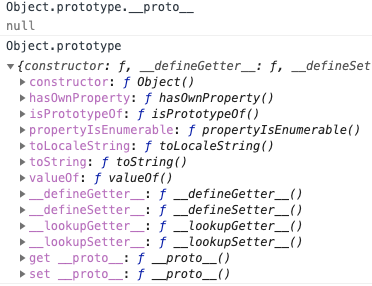 Object.prototype.__proto__
null
Object.prototype
{constructor: ƒ, __defineGetter__: ƒ, __defineSet
constructor: ƒ Object()
hasOwnProperty: ƒ hasOwnProperty()
isPrototypeOf: ƒ isPrototypeOf()
propertyIsEnumerable: ƒ propertyIsEnumerable()
toLocaleString: ƒ toLocaleString()
toString: ƒ toString()
valueOf: ƒ valueOf()
__defineGetter__: ƒ __defineGetter__()
__defineSetter__: ƒ __defineSetter__()
__lookupGetter__: ƒ __lookupGetter__()
__lookupSetter__: ƒ __lookupSetter__()
get __proto__: ƒ __proto__()
set __proto__: ƒ __proto__()